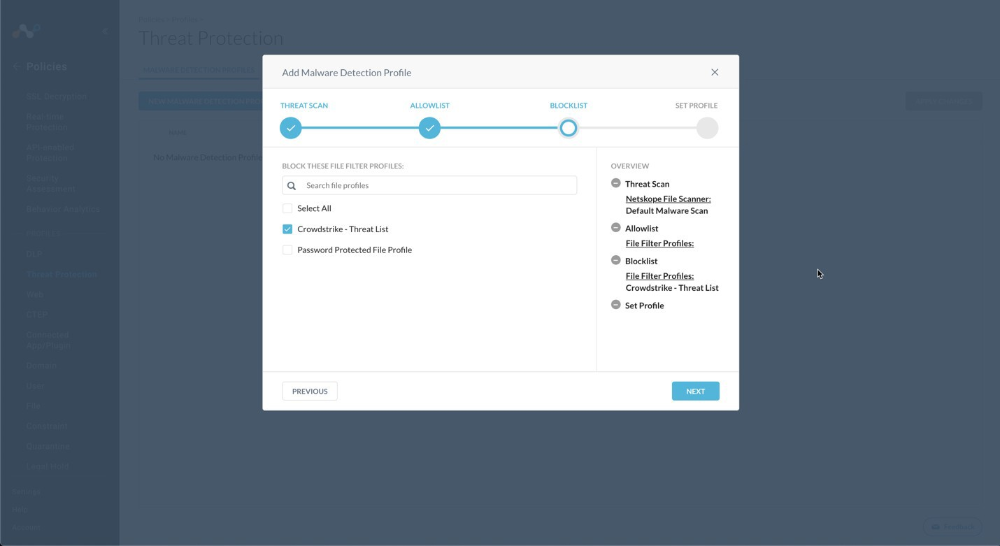 Policies > Profiles >
Threat Protection
Policies
MALWARE DETECTION PROFILES
NEW MALWARE DETECTION PRO
APPLY CHANGES
NAME
No Malware Detection Profile
SSL Decryption
Real-time
Protection
API-enabled
Protection
Security
Assessment
Behavior Analytics
PROFILES
DLP
Threat Protection
Web
CTEP
Connected
App/Plugin
Domain
User
File
Constraint
Quarantine
Legal Hold
Settings
Help
Account
Add Malware Detection Profile
THREAT SCAN
ALLOWLIST
BLOCKLIST
SET PROFILE
BLOCK THESE FILE FILTER PROFILES:
Search file profiles
Select All
Crowdstrike - Threat List
Password Protected File Profile
OVERVIEW
Threat Scan
Netskope File Scanner:
Default Malware Scan
Allowlist
File Filter Profiles:
Blocklist
File Filter Profiles:
Crowdstrike - Threat List
Set Profile
PREVIOUS
NEXT
Feedback